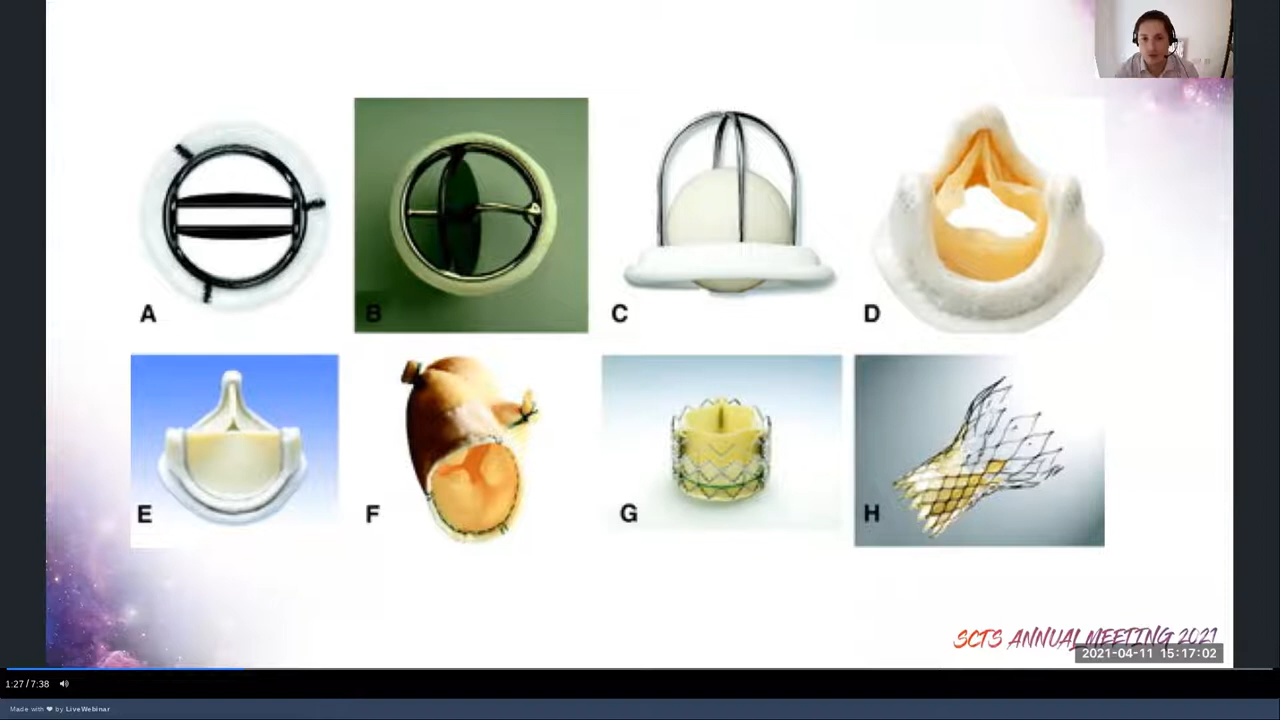 A
B
C
D
E
F
G
H
SCTS ANNUAL MEETING 2021
2021-04-11 15:17:02
1:27 / 7:38
Made with ❤ by LiveWebinar